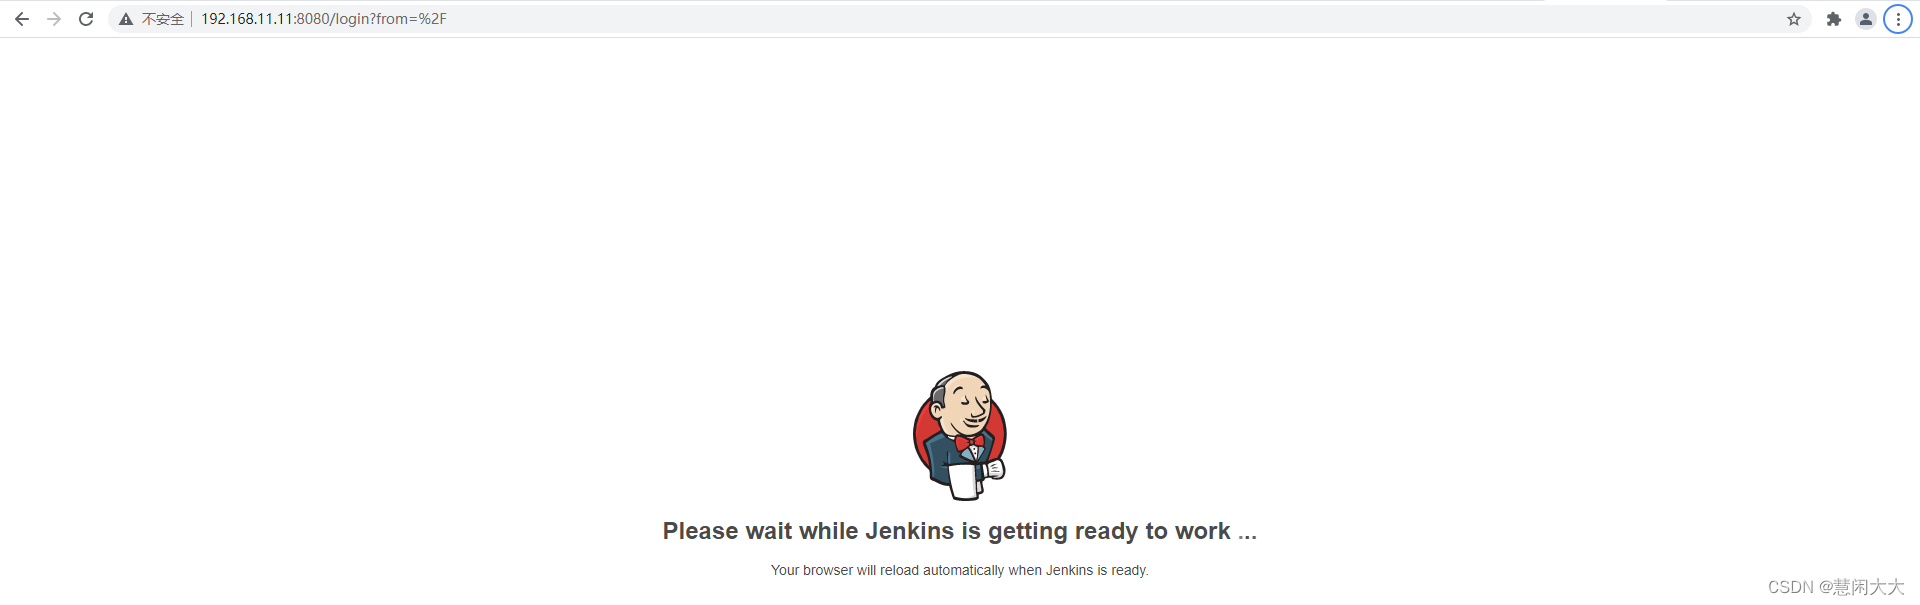 不安全 192.168.11.11:8080/login?from=%2F
Please wait while Jenkins is getting ready to work ...
Your browser will reload automatically when Jenkins is ready.
CSDN @慧闲大大